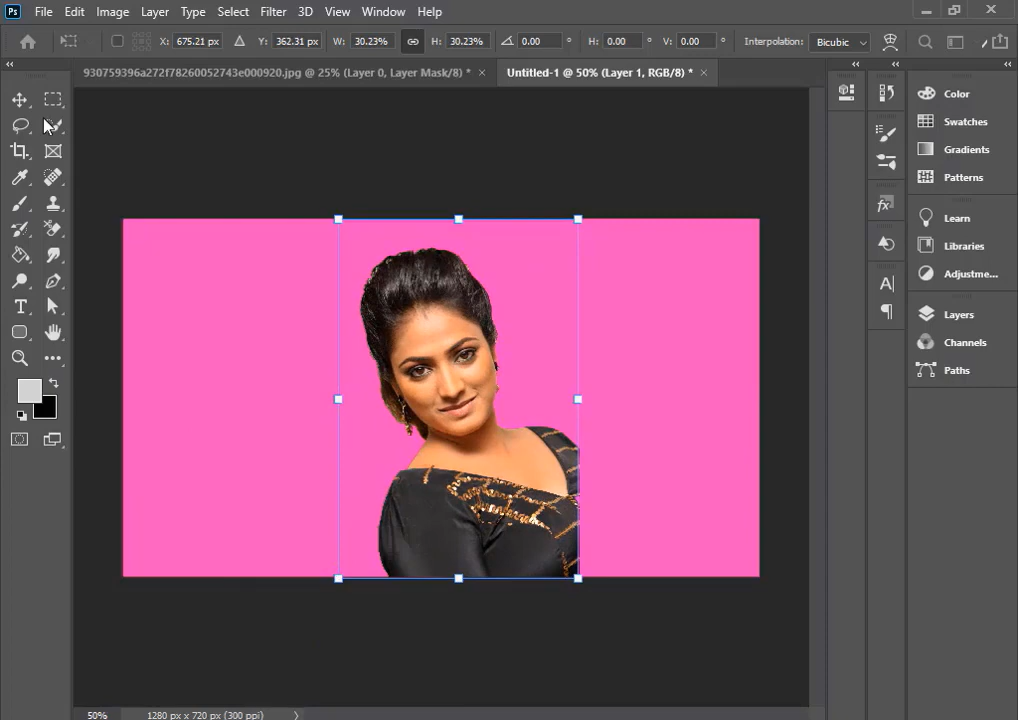 Ps File Edit Image Layer Type Select Filter 3D View Window Help
X: 675.21 px Y: 362.31 px W: 30.23% H: 30.23% 0.00 ° H: 0.00 ° V: 0.00 ° Interpolation: Bicubic
930759396a272f78260052743e000920.jpg @ 25% (Layer 0, Layer Mask/8) * × Untitled-1 @ 50% (Layer 1, RGB/8) * ×
Color
Swatches
Gradients
Patterns
Learn
Libraries
Adjustme...
Layers
Channels
Paths
50% 1280 px x 720 px (300 ppi)